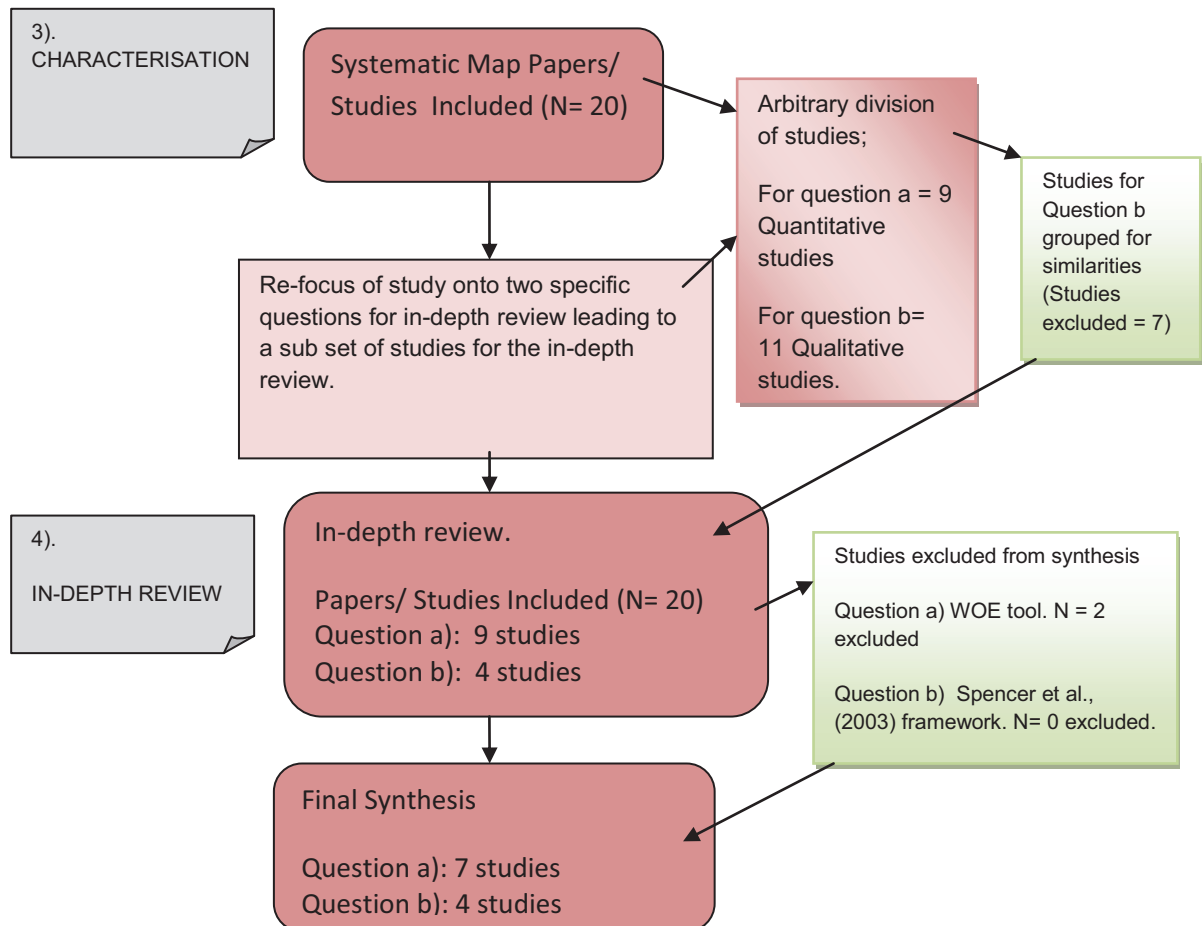 3).
CHARACTERISATION
Systematic Map Papers/
Studies  Included (N= 20)
Arbitrary division
of studies;
For question a = 9
Quantitative
studies
For question b=
11 Qualitative
studies.
Studies for
Question b
grouped for
similarities
(Studies
excluded = 7)
Re-focus of study onto two specific
questions for in-depth review leading to
a sub set of studies for the in-depth
review.
4).
IN-DEPTH REVIEW
In-depth review.
Papers/ Studies Included (N= 20)
Question a):  9 studies
Question b):  4 studies
Studies excluded from synthesis
Question a) WOE tool. N = 2
excluded
Question b)  Spencer et al.,
(2003) framework. N= 0 excluded.
Final Synthesis
Question a): 7 studies
Question b): 4 studies